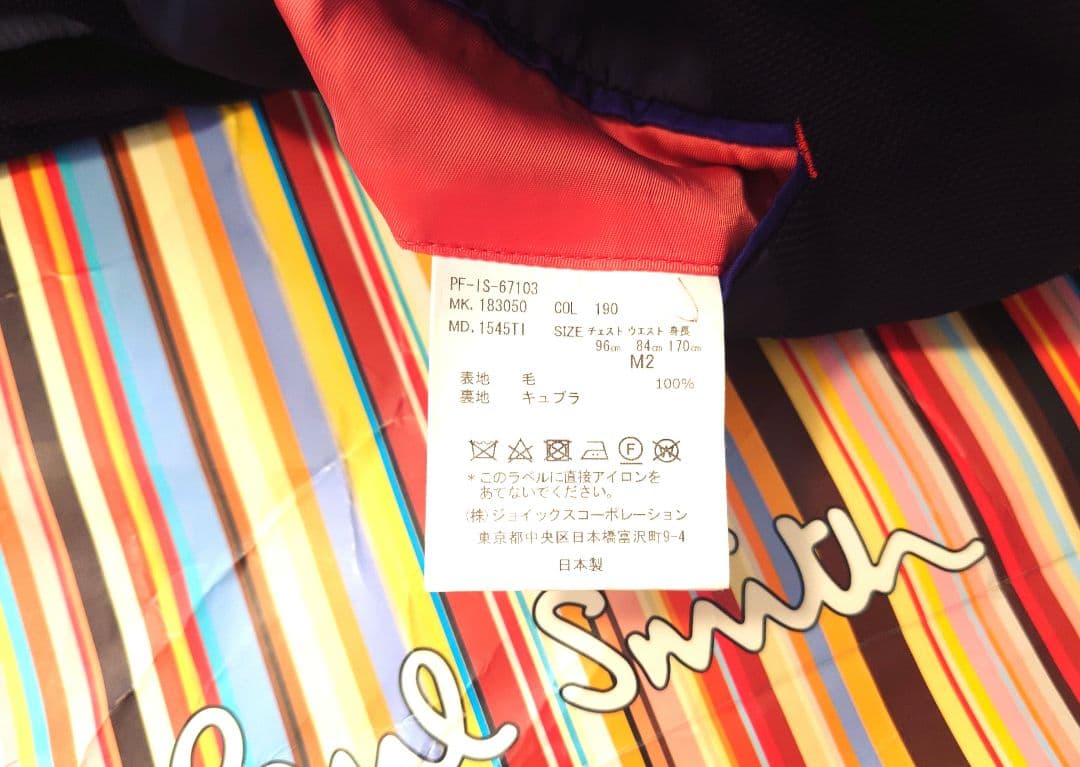 PF-IS-67103
MK. 183050 COL 190
MD. 1545TI SIZE チェスト ウエスト 身長
96cm 84cm 170cm
M2
表地 毛 100%
裏地 キュプラ
F
W
*このラベルに直接アイロンを
あてないでください。
(株)ジョイックスコーポレーション
東京都中央区日本橋富沢町9-4
日本製
Paul Smith